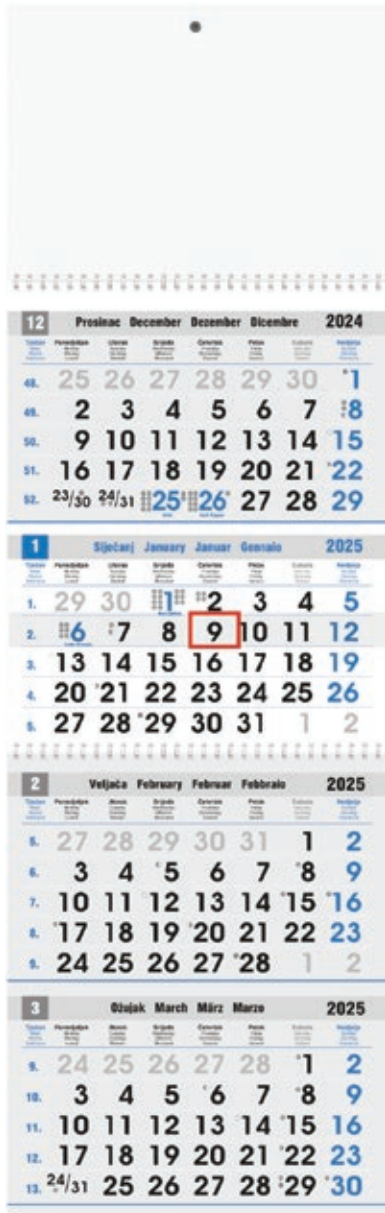 12 Prosinac December Dezember Dicembre 2024
48. 25 26 27 28 29 30 1
49. 2 3 4 5 6 7 8
50. 9 10 11 12 13 14 15
51. 16 17 18 19 20 21 22
52. 23/30 24/31 25 26 27 28 29
1 Siječanj January Januar Gennaio 2025
1. 29 30 1 2 3 4 5
2. 6 7 8 9 10 11 12
3. 13 14 15 16 17 18 19
4. 20 21 22 23 24 25 26
5. 27 28 29 30 31 1 2
2 Veljača February Februar Febbraio 2025
5. 27 28 29 30 31 1 2
6. 3 4 5 6 7 8 9
7. 10 11 12 13 14 15 16
8. 17 18 19 20 21 22 23
9. 24 25 26 27 28 1 2
3 Ožujak March März Marzo 2025
9. 24 25 26 27 28 1 2
10. 3 4 5 6 7 8 9
11. 10 11 12 13 14 15 16
12. 17 18 19 20 21 22 23
13. 24/31 25 26 27 28 29 30